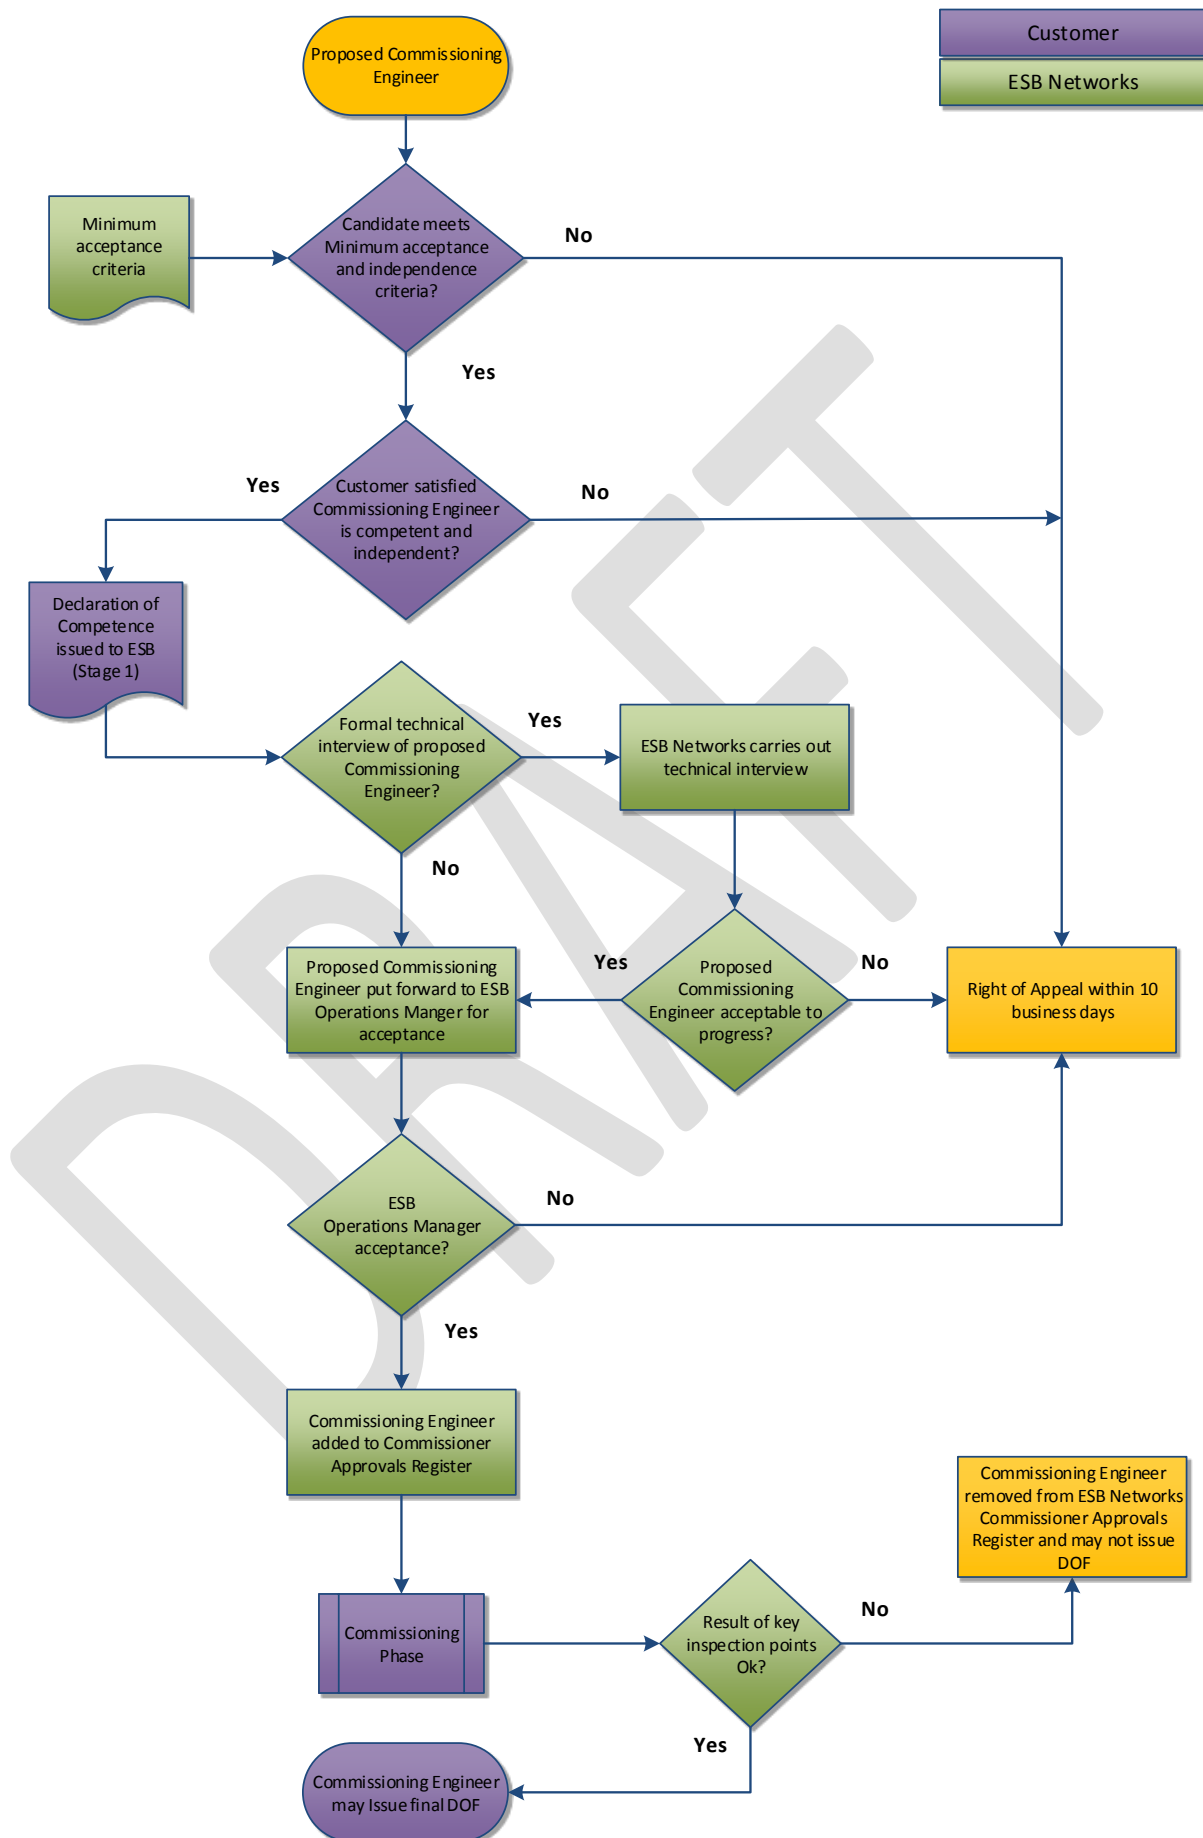 Customer
ESB Networks
Proposed Commissioning
Engineer
Minimum
acceptance
criteria
Candidate meets
Minimum acceptance
and independence
criteria?
No
Yes
Customer satisfied
Commissioning Engineer
is competent and
independent?
Yes
No
Declaration of
Competence
issued to ESB
(Stage 1)
Formal technical
interview of proposed
Commissioning
Engineer?
Yes
ESB Networks carries out
technical interview
No
Proposed Commissioning
Engineer put forward to ESB
Operations Manger for
acceptance
Yes
Proposed
Commissioning
Engineer acceptable to
progress?
No
Right of Appeal within 10
business days
ESB
Operations Manager
acceptance?
No
Yes
Commissioning Engineer
added to Commissioner
Approvals Register
Commissioning
Phase
Result of key
inspection points
Ok?
No
Commissioning Engineer
removed from ESB Networks
Commissioner Approvals
Register and may not issue
DOF
Yes
Commissioning Engineer
may Issue final DOF
DRAFT